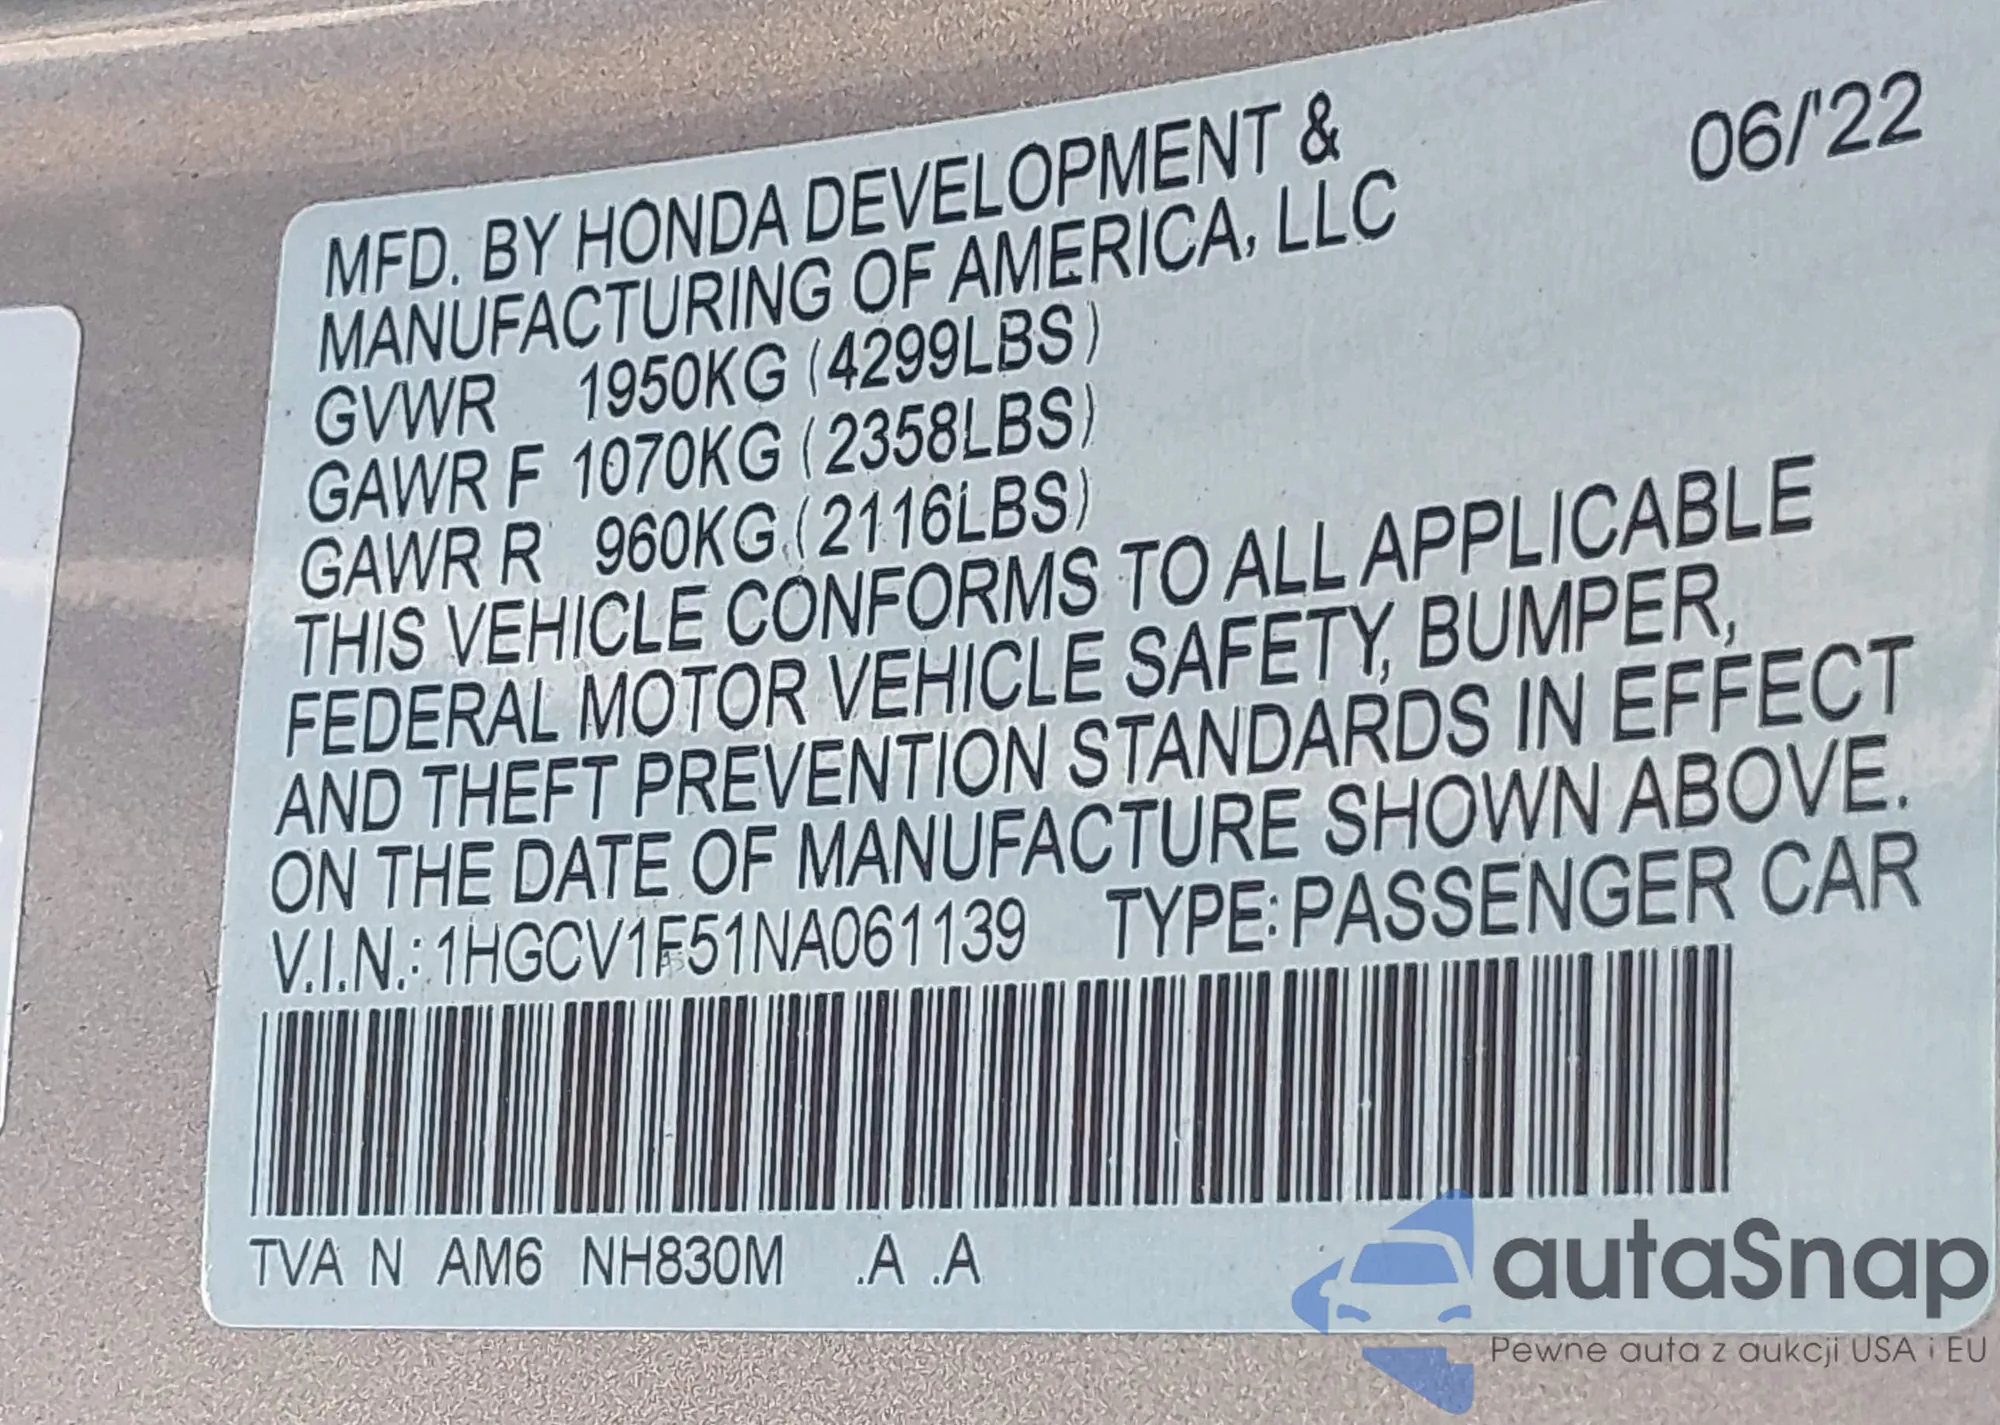 06/'22
MFD. BY HONDA DEVELOPMENT &
MANUFACTURING OF AMERICA, LLC
GVWR 1950KG (4299LBS)
GAWR F 1070KG (2358LBS)
GAWR R 960KG (2116LBS)
THIS VEHICLE CONFORMS TO ALL APPLICABLE
FEDERAL MOTOR VEHICLE SAFETY, BUMPER,
AND THEFT PREVENTION STANDARDS IN EFFECT
ON THE DATE OF MANUFACTURE SHOWN ABOVE.
V.I.N.: 1HGCV1F51NA061139 TYPE: PASSENGER CAR
TVA N AM6 NH830M .A .A
autaSnap
Pewne auta z aukcji USA i EU